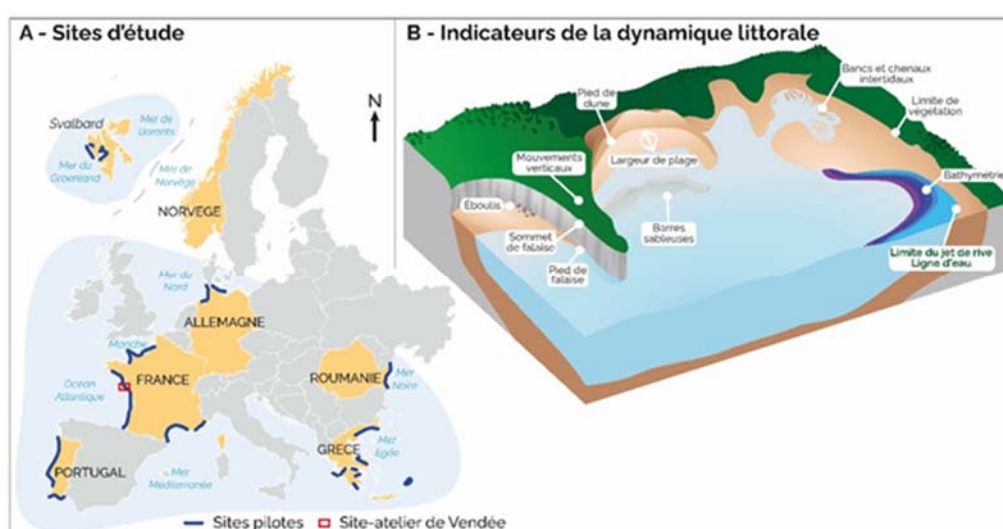 A - Sites d'étude
N
Svalbard
Mer de
Barents
Mer du
Groenland
Mer de
Norvège
NORVEGE
Mer du
Nord
ALLEMAGNE
Manche
FRANCE
ROUMANIE
Mer
Noire
Océan
Atlantique
GRECE
Mer
Egée
PORTUGAL
Mer
Méditerranée
Sites pilotes
Site-atelier de Vendée
B - Indicateurs de la dynamique littorale
Bancs et chenaux
intertidaux
Pied de
dune
Limite de
végétation
Largeur de plage
Mouvements
verticaux
Bathymétrie
Éboulis
Sommet
de falaise
Barres
sableuses
Pied de
falaise
Limite du jet de rive
Ligne d'eau